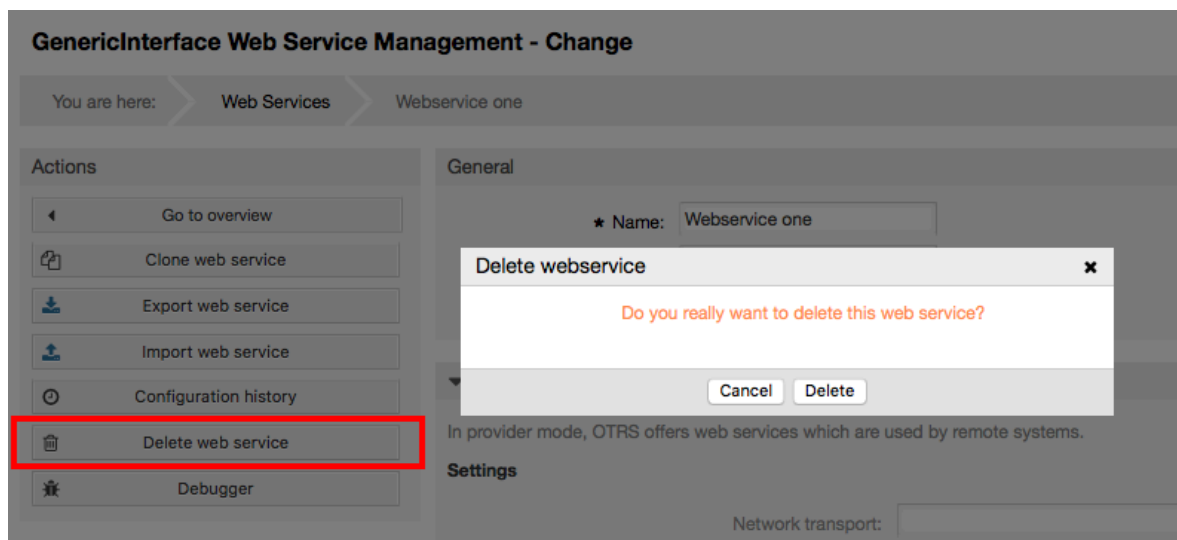 GenericInterface Web Service Management - Change
You are here:
Web Services
Webservice one
Actions
Go to overview
Clone web service
Export web service
Import web service
Configuration history
Delete web service
Debugger
General
★ Name:
Webservice one
Delete webservice
Do you really want to delete this web service?
Cancel
Delete
In provider mode, OTRS offers web services which are used by remote systems.
Settings
Network transport: